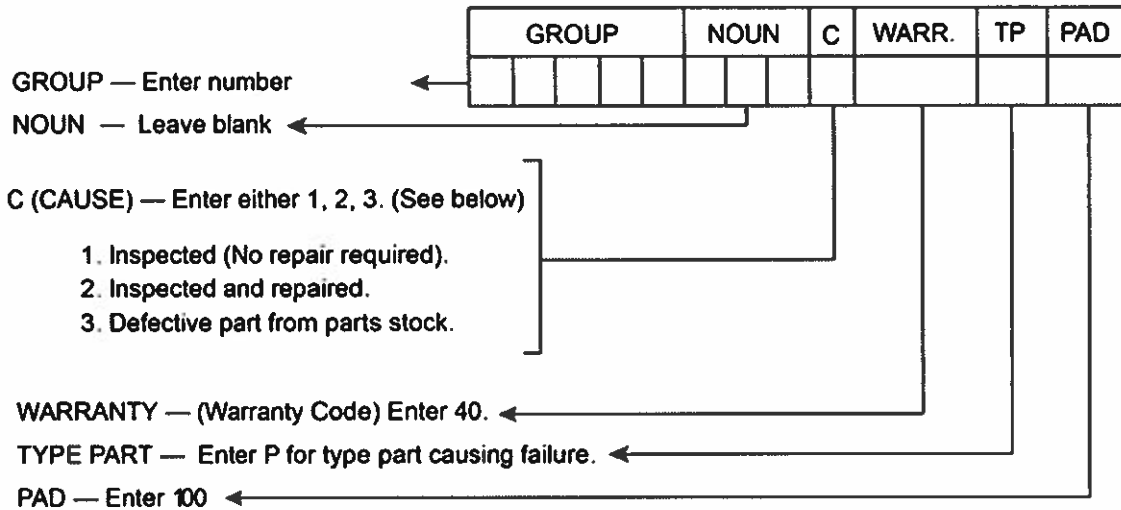 GROUP NOUN C WARR. TP PAD
GROUP — Enter number
NOUN — Leave blank
C (CAUSE) — Enter either 1, 2, 3. (See below)
1. Inspected (No repair required).
2. Inspected and repaired.
3. Defective part from parts stock.
WARRANTY — (Warranty Code) Enter 40.
TYPE PART — Enter P for type part causing failure.
PAD — Enter 100